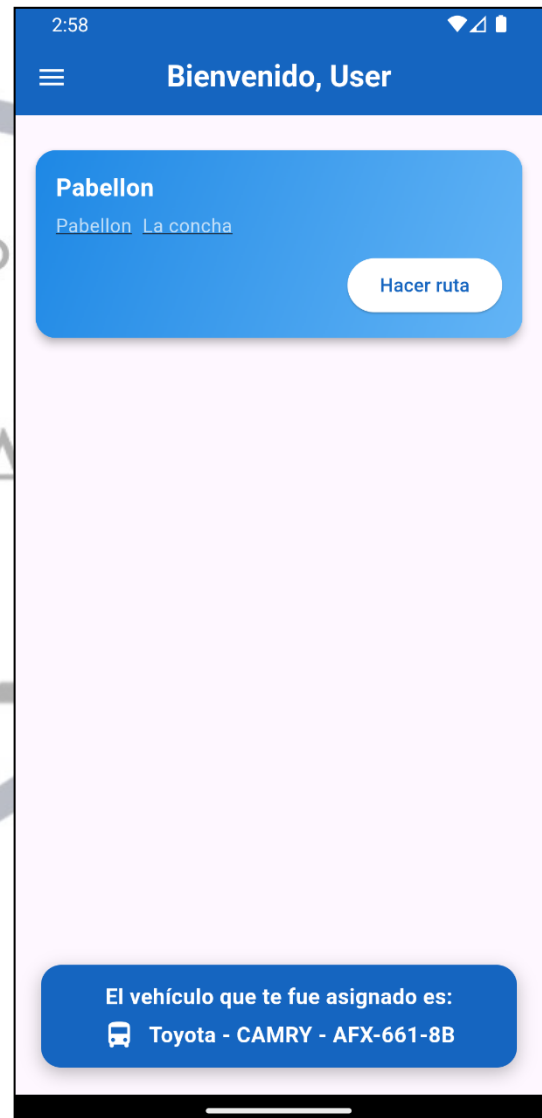 2:58
Bienvenido, User
Pabellon
Pabellon La concha
Hacer ruta
El vehículo que te fue asignado es:
Toyota - CAMRY - AFX-661-8B